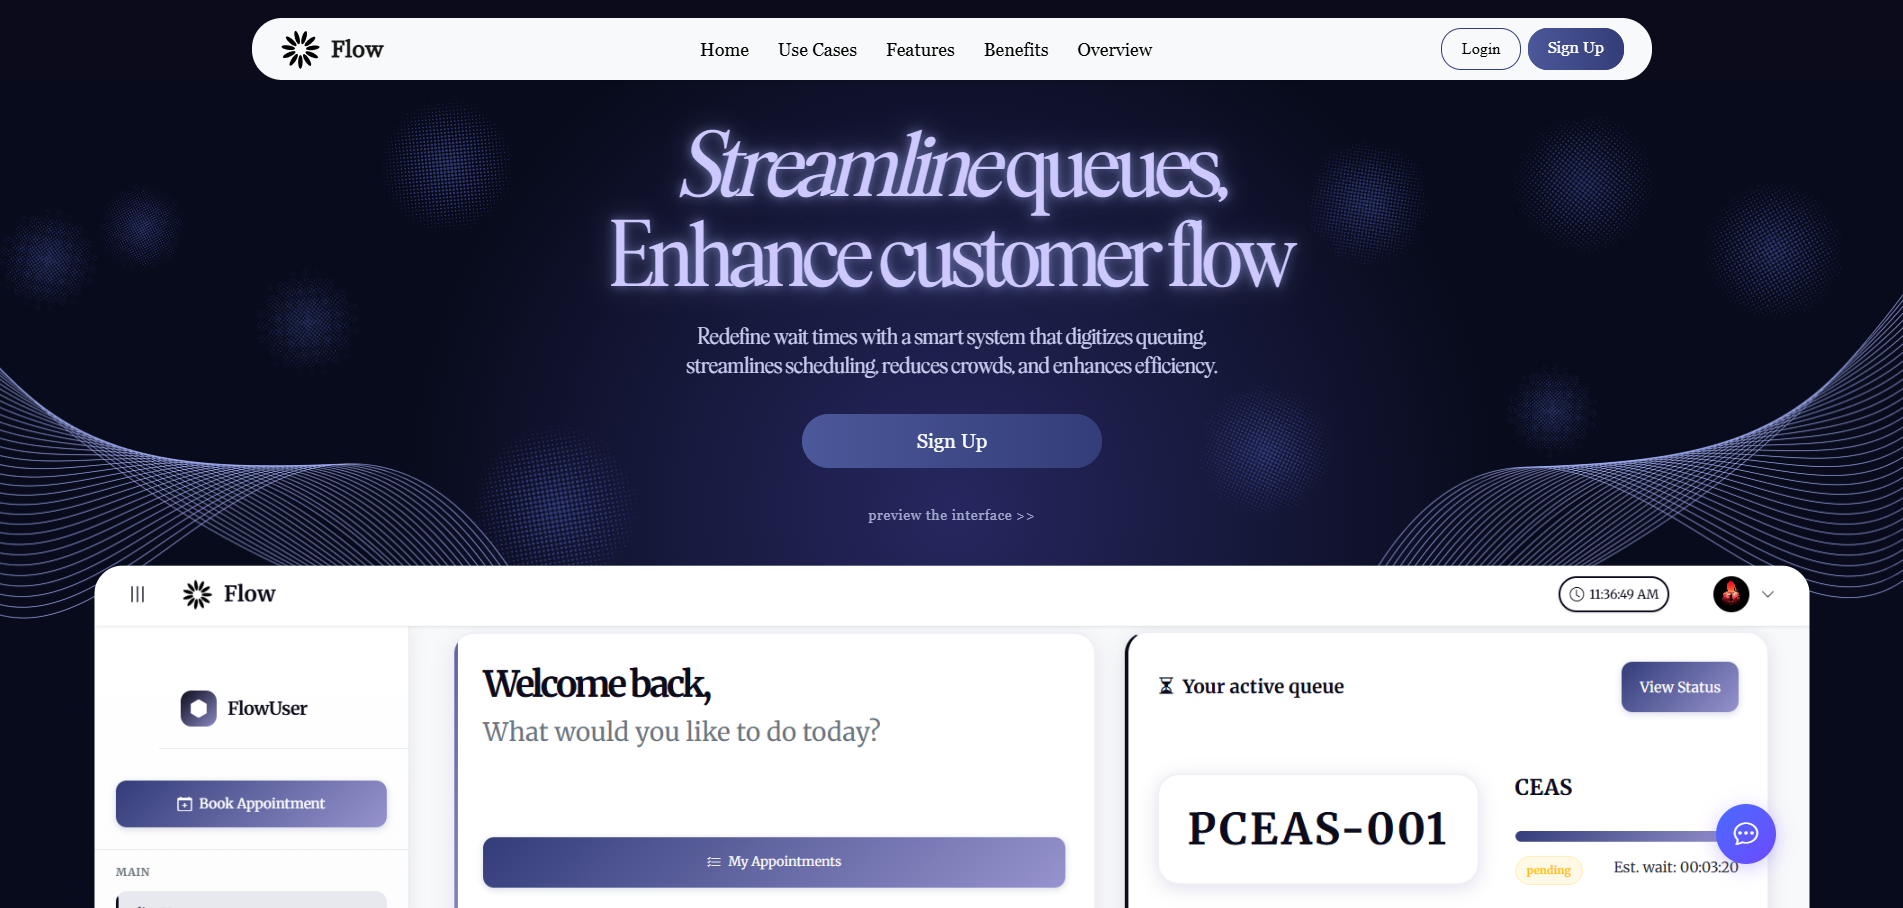 Flow
Home Use Cases Features Benefits Overview
Login
Sign Up
Streamline queues,
Enhance customer flow
Redefine wait times with a smart system that digitizes queuing,
streamlines scheduling, reduces crowds, and enhances efficiency.
Sign Up
preview the interface >>
Flow
11:36:49 AM
FlowUser
Book Appointment
MAIN
Welcome back,
What would you like to do today?
My Appointments
Your active queue
View Status
PCEAS-001
CEAS
pending
Est. wait: 00:03:20